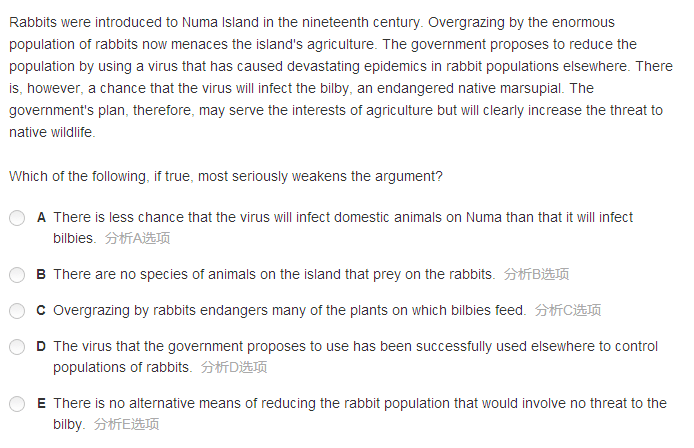 Rabbits were introduced to Numa Island in the nineteenth century. Overgrazing by the enormous
population of rabbits now menaces the island's agriculture. The government proposes to reduce the
population by using a virus that has caused devastating epidemics in rabbit populations elsewhere. There
is, however, a chance that the virus will infect the bilby, an endangered native marsupial. The
government's plan, therefore, may serve the interests of agriculture but will clearly increase the threat to
native wildlife.
Which of the following, if true, most seriously weakens the argument?
A There is less chance that the virus will infect domestic animals on Numa than that it will infect
bilbies. 分析A选项
B There are no species of animals on the island that prey on the rabbits. 分析B选项
C Overgrazing by rabbits endangers many of the plants on which bilbies feed. 分析C选项
D The virus that the government proposes to use has been successfully used elsewhere to control
populations of rabbits. 分析D选项
E There is no alternative means of reducing the rabbit population that would involve no threat to the
bilby. 分析E选项